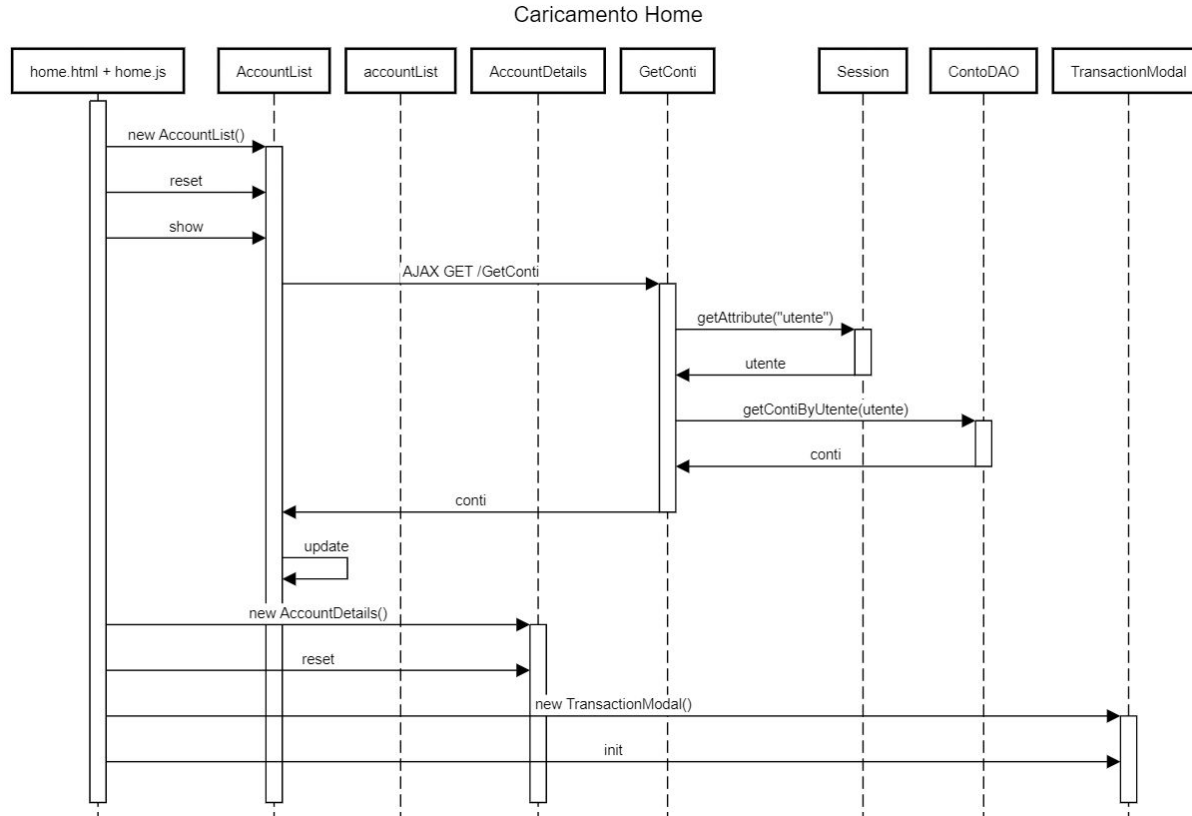 Caricamento Home
home.html + home.js
AccountList
accountList
AccountDetails
GetConti
Session
ContoDAO
TransactionModal
new AccountList()
reset
show
AJAX GET /GetConti
getAttribute("utente")
utente
getContiByUtente(utente)
conti
conti
update
new AccountDetails()
reset
new TransactionModal()
init